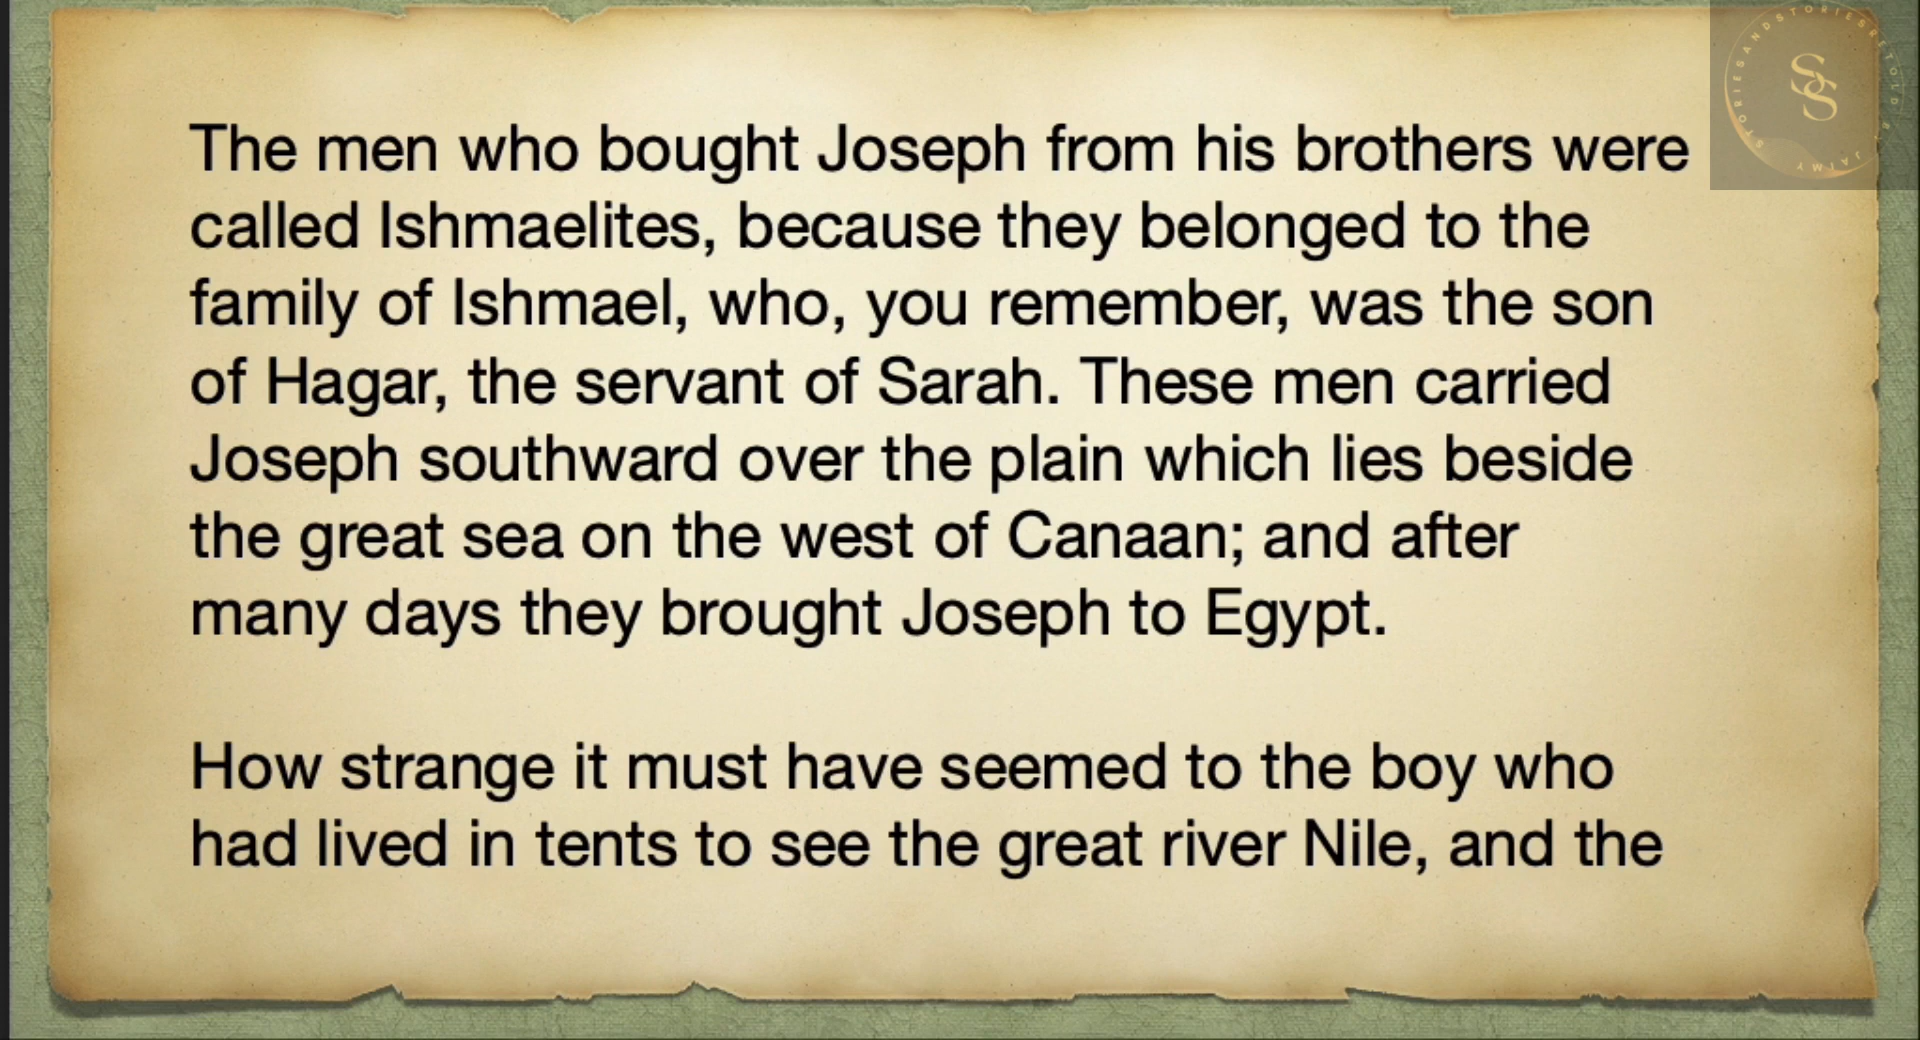 The men who bought Joseph from his brothers were
called Ishmaelites, because they belonged to the
family of Ishmael, who, you remember, was the son
of Hagar, the servant of Sarah. These men carried
Joseph southward over the plain which lies beside
the great sea on the west of Canaan; and after
many days they brought Joseph to Egypt.
How strange it must have seemed to the boy who
had lived in tents to see the great river Nile, and the
STORIESANDSTORIESRETOLD
JAIMY
SS